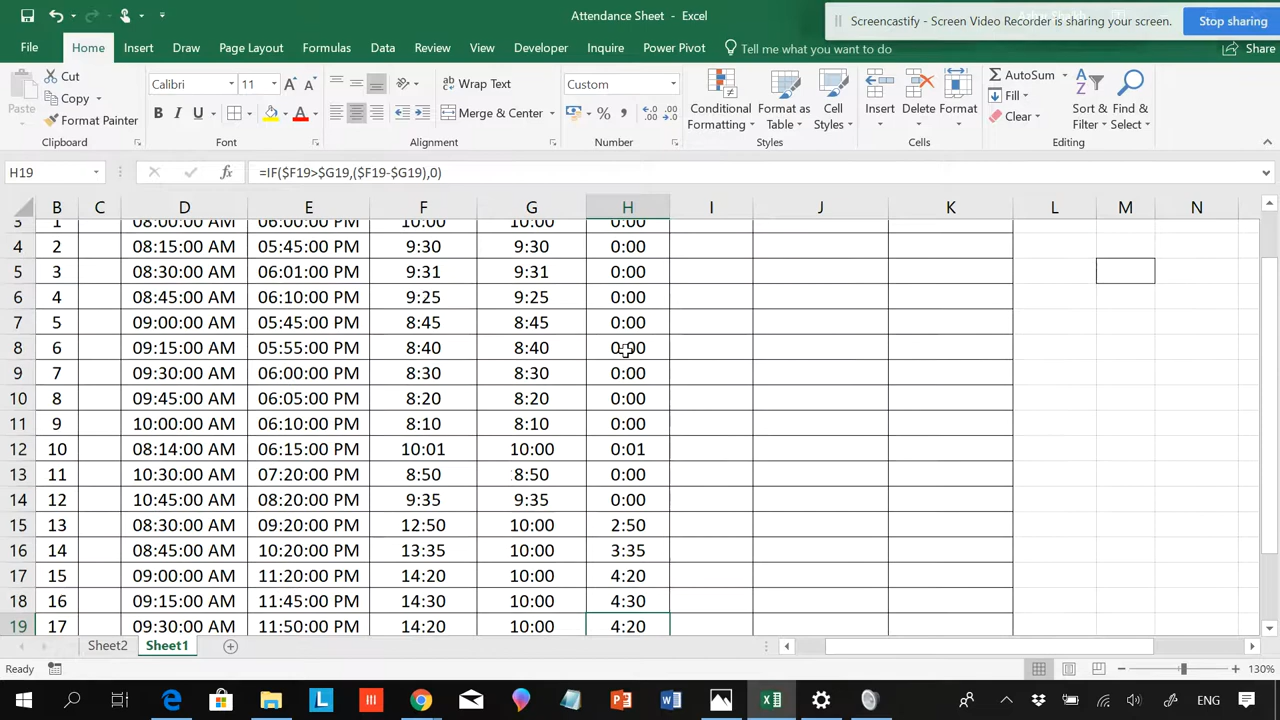 Attendance Sheet - Excel
Screencastify - Screen Video Recorder is sharing your screen.
Stop sharing
File Home Insert Draw Page Layout Formulas Data Review View Developer Inquire Power Pivot Tell me what you want to do Share
Paste
Cut
Copy
Format Painter
Clipboard
Calibri 11
B I U A
Font
Wrap Text
Merge & Center
Alignment
Custom
%
Number
Conditional Formatting
Format as Table
Cell Styles
Styles
Insert
Delete
Format
Cells
AutoSum
Fill
Clear
Sort & Filter
Find & Select
Editing
H19 fx =IF($F19>$G19,($F19-$G19),0)
B C D E F G H I J K L M N
3 1 08:00:00 AM 06:00:00 PM 10:00 10:00 0:00
4 2 08:15:00 AM 05:45:00 PM 9:30 9:30 0:00
5 3 08:30:00 AM 06:01:00 PM 9:31 9:31 0:00
6 4 08:45:00 AM 06:10:00 PM 9:25 9:25 0:00
7 5 09:00:00 AM 05:45:00 PM 8:45 8:45 0:00
8 6 09:15:00 AM 05:55:00 PM 8:40 8:40 0:00
9 7 09:30:00 AM 06:00:00 PM 8:30 8:30 0:00
10 8 09:45:00 AM 06:05:00 PM 8:20 8:20 0:00
11 9 10:00:00 AM 06:10:00 PM 8:10 8:10 0:00
12 10 08:14:00 AM 06:15:00 PM 10:01 10:00 0:01
13 11 10:30:00 AM 07:20:00 PM 8:50 8:50 0:00
14 12 10:45:00 AM 08:20:00 PM 9:35 9:35 0:00
15 13 08:30:00 AM 09:20:00 PM 12:50 10:00 2:50
16 14 08:45:00 AM 10:20:00 PM 13:35 10:00 3:35
17 15 09:00:00 AM 11:20:00 PM 14:20 10:00 4:20
18 16 09:15:00 AM 11:45:00 PM 14:30 10:00 4:30
19 17 09:30:00 AM 11:50:00 PM 14:20 10:00 4:20
Sheet2 Sheet1
Ready 130%
ENG